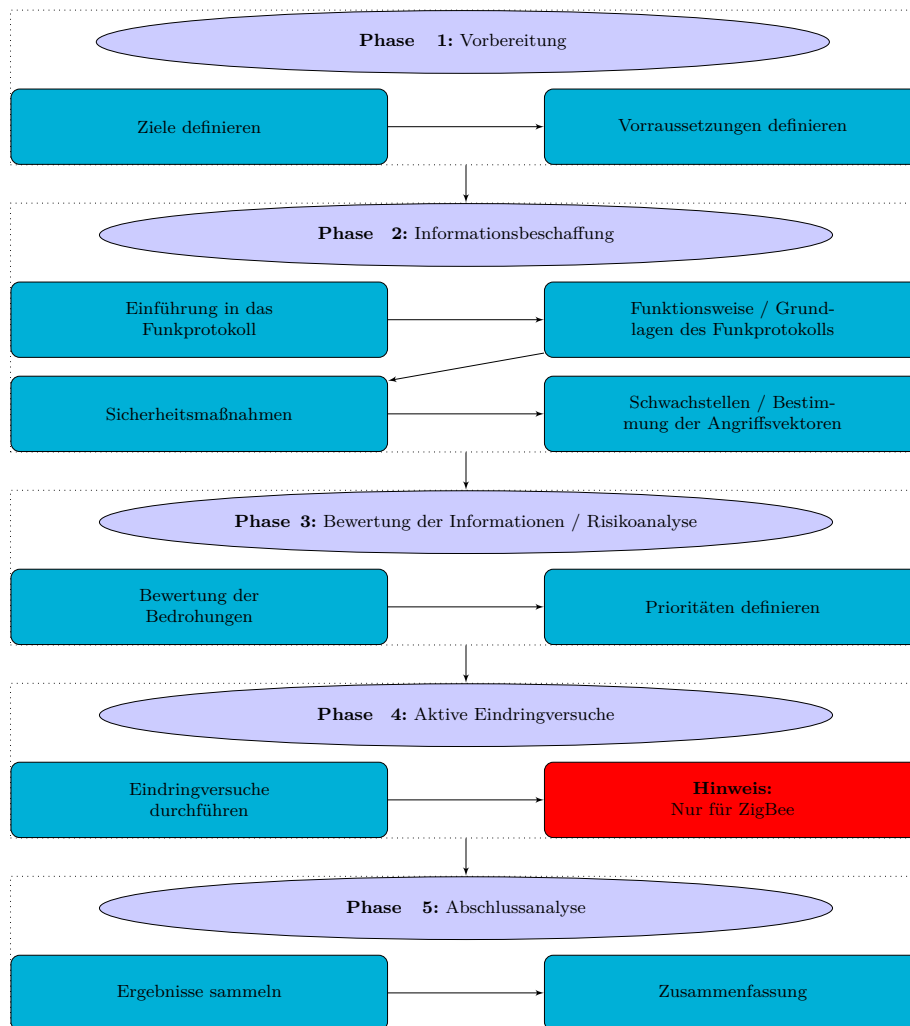 Phase 1: Vorbereitung
Ziele definieren
Vorraussetzungen definieren
Phase 2: Informationsbeschaffung
Einführung in das
Funkprotokoll
Funktionsweise / Grund-
lagen des Funkprotokolls
Sicherheitsmaßnahmen
Schwachstellen / Bestim-
mung der Angriffsvektoren
Phase 3: Bewertung der Informationen / Risikoanalyse
Bewertung der
Bedrohungen
Prioritäten definieren
Phase 4: Aktive Eindringversuche
Eindringversuche
durchführen
Hinweis:
Nur für ZigBee
Phase 5: Abschlussanalyse
Ergebnisse sammeln
Zusammenfassung